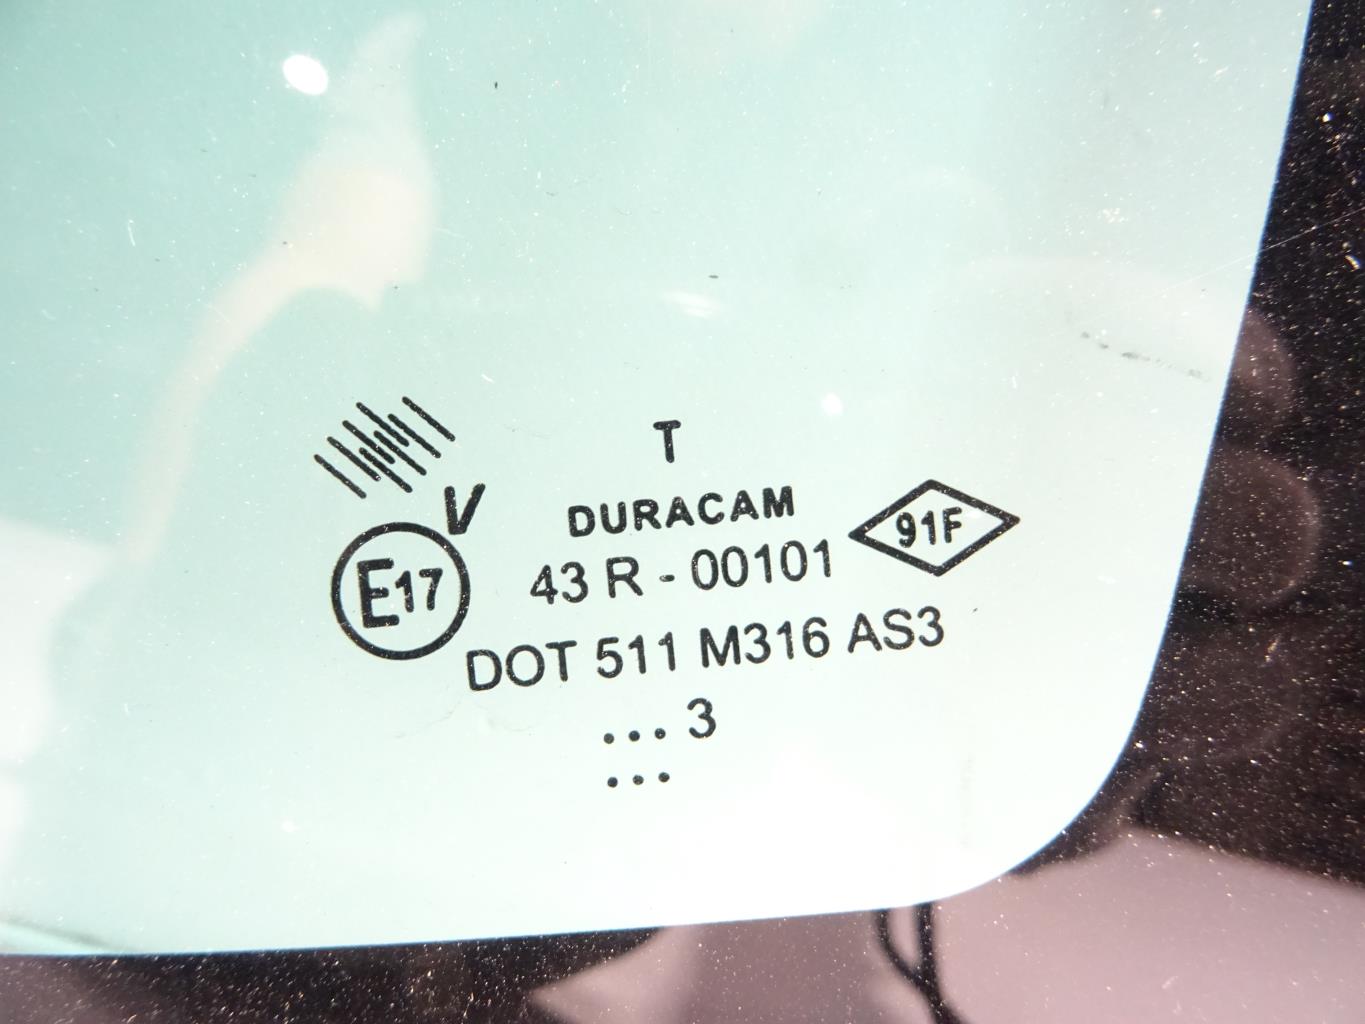 T
V
DURACAM
91F
E17
43 R - 00101
DOT 511 M316 AS3
... 3
...